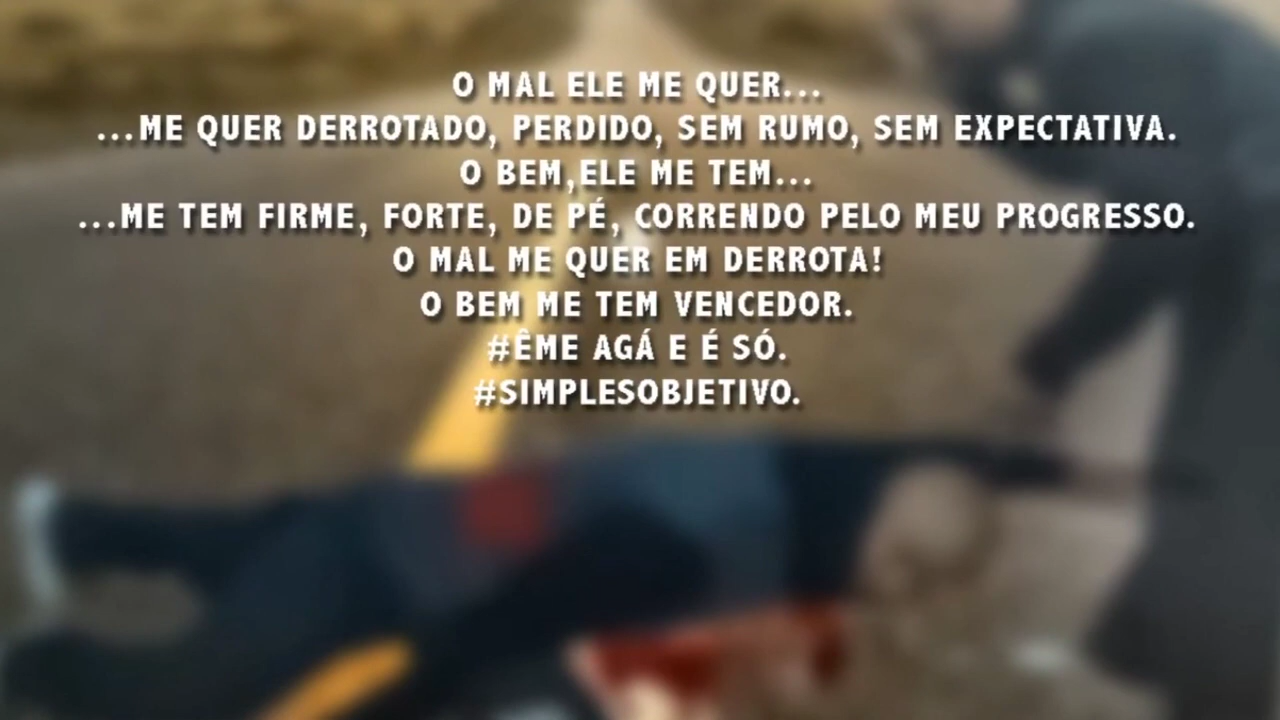 O MAL ELE ME QUER...
...ME QUER DERROTADO, PERDIDO, SEM RUMO, SEM EXPECTATIVA.
O BEM,ELE ME TEM...
...ME TEM FIRME, FORTE, DE PÉ, CORRENDO PELO MEU PROGRESSO.
O MAL ME QUER EM DERROTA!
O BEM ME TEM VENCEDOR.
#ÊME AGÁ E É SÓ.
#SIMPLESOBJETIVO.